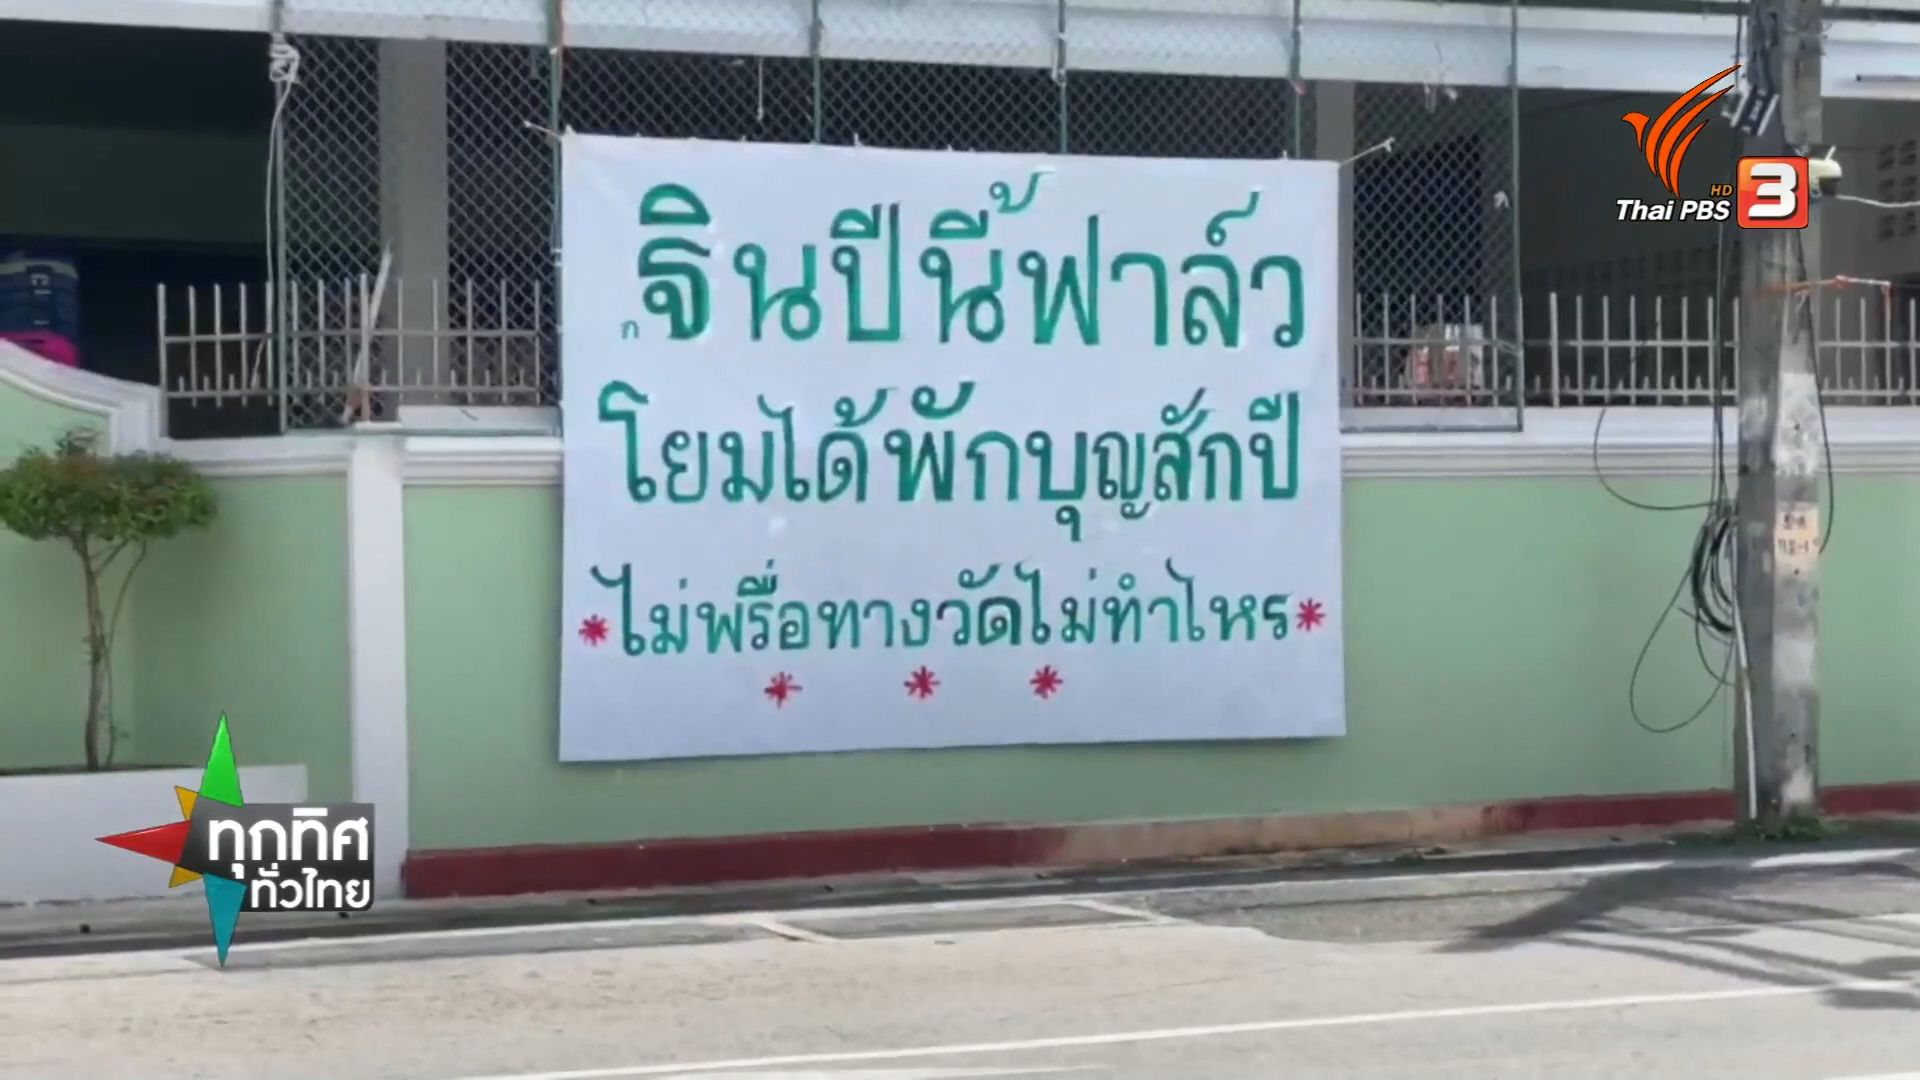 กฐินปีนี้ฟาล์ว
โยมได้พักบุญสักปี
*ไม่พรื่อทางวัดไม่ทำไหร*
* * *
HD
Thai PBS 3
ทุกทิศ
ทั่วไทย